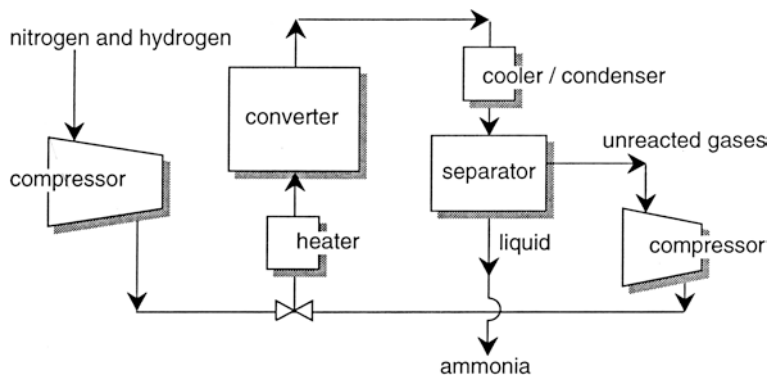 nitrogen and hydrogen
compressor
converter
heater
cooler / condenser
separator
unreacted gases
compressor
liquid
ammonia